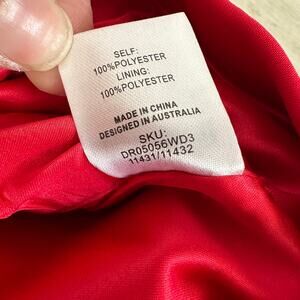 SELF:
100%POLYESTER
LINING:
100%POLYESTER
MADE IN CHINA
DESIGNED IN AUSTRALIA
SKU:
DR05056WD3
11431/11432